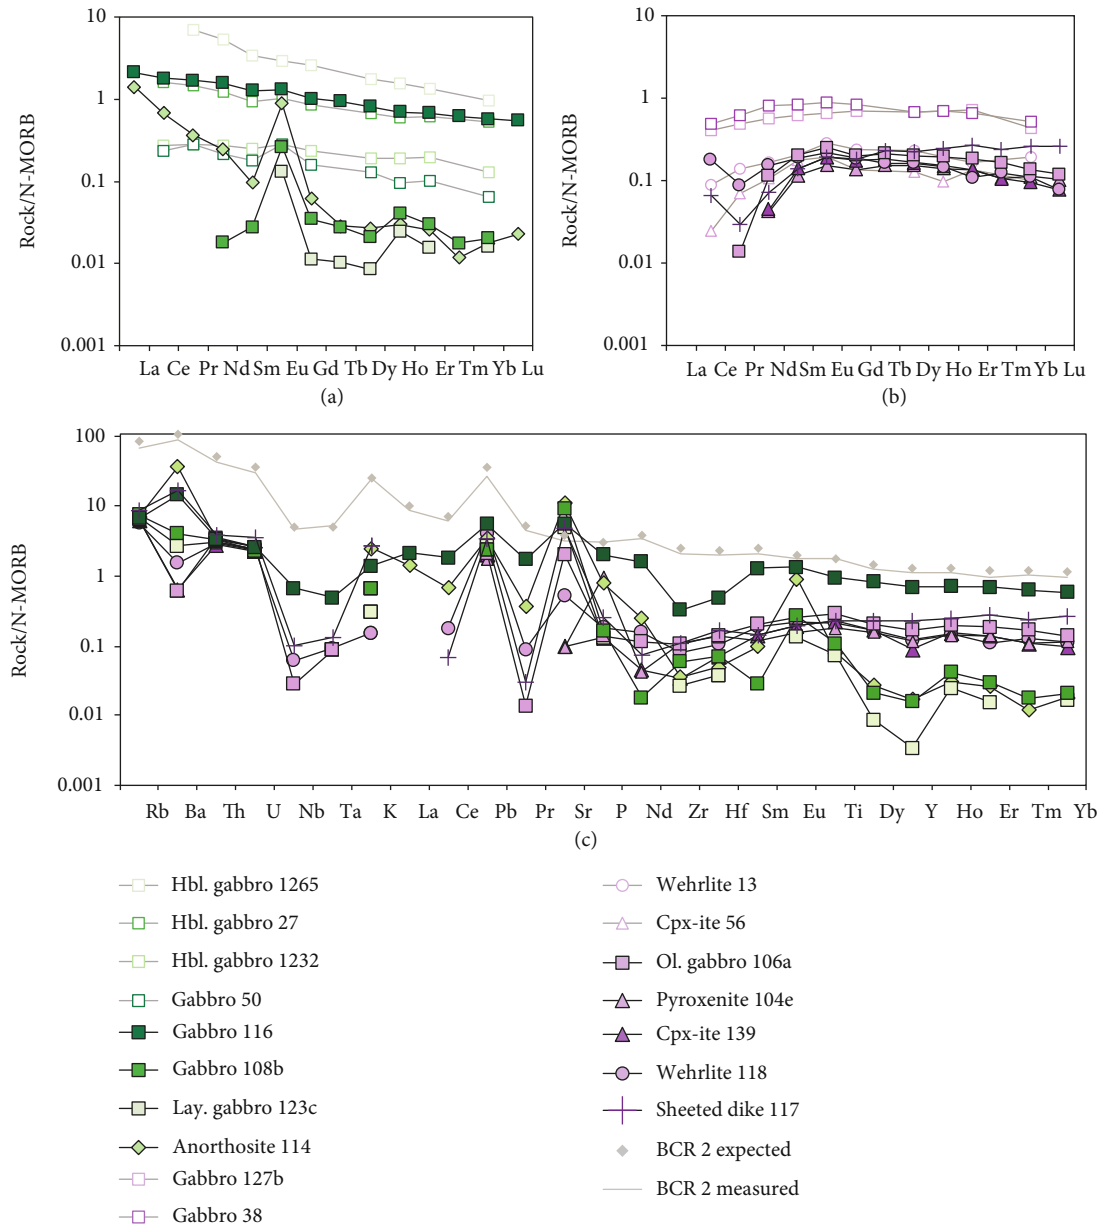 10
1
0.1
0.01
0.001
Rock/N-MORB
La Ce Pr Nd Sm Eu Gd Tb Dy Ho Er Tm Yb Lu
(a)
10
1
0.1
0.01
0.001
Rock/N-MORB
La Ce Pr Nd Sm Eu Gd Tb Dy Ho Er Tm Yb Lu
(b)
100
10
1
0.1
0.01
0.001
Rock/N-MORB
Rb Ba Th U Nb Ta K La Ce Pb Pr Sr P Nd Zr Hf Sm Eu Ti Dy Y Ho Er Tm Yb
(c)
Hbl. gabbro 1265
Hbl. gabbro 27
Hbl. gabbro 1232
Gabbro 50
Gabbro 116
Gabbro 108b
Lay. gabbro 123c
Anorthosite 114
Gabbro 127b
Gabbro 38
Wehrlite 13
Cpx-ite 56
Ol. gabbro 106a
Pyroxenite 104e
Cpx-ite 139
Wehrlite 118
Sheeted dike 117
BCR 2 expected
BCR 2 measured